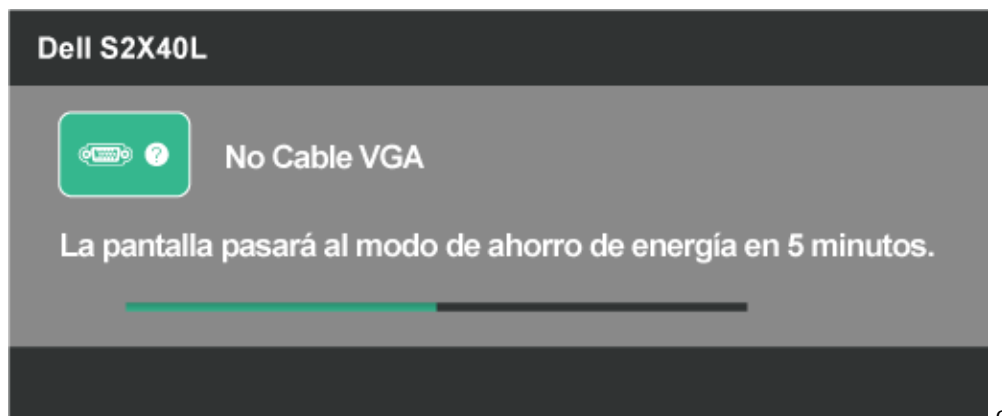 Dell S2X40L
No Cable VGA
La pantalla pasará al modo de ahorro de energía en 5 minutos.